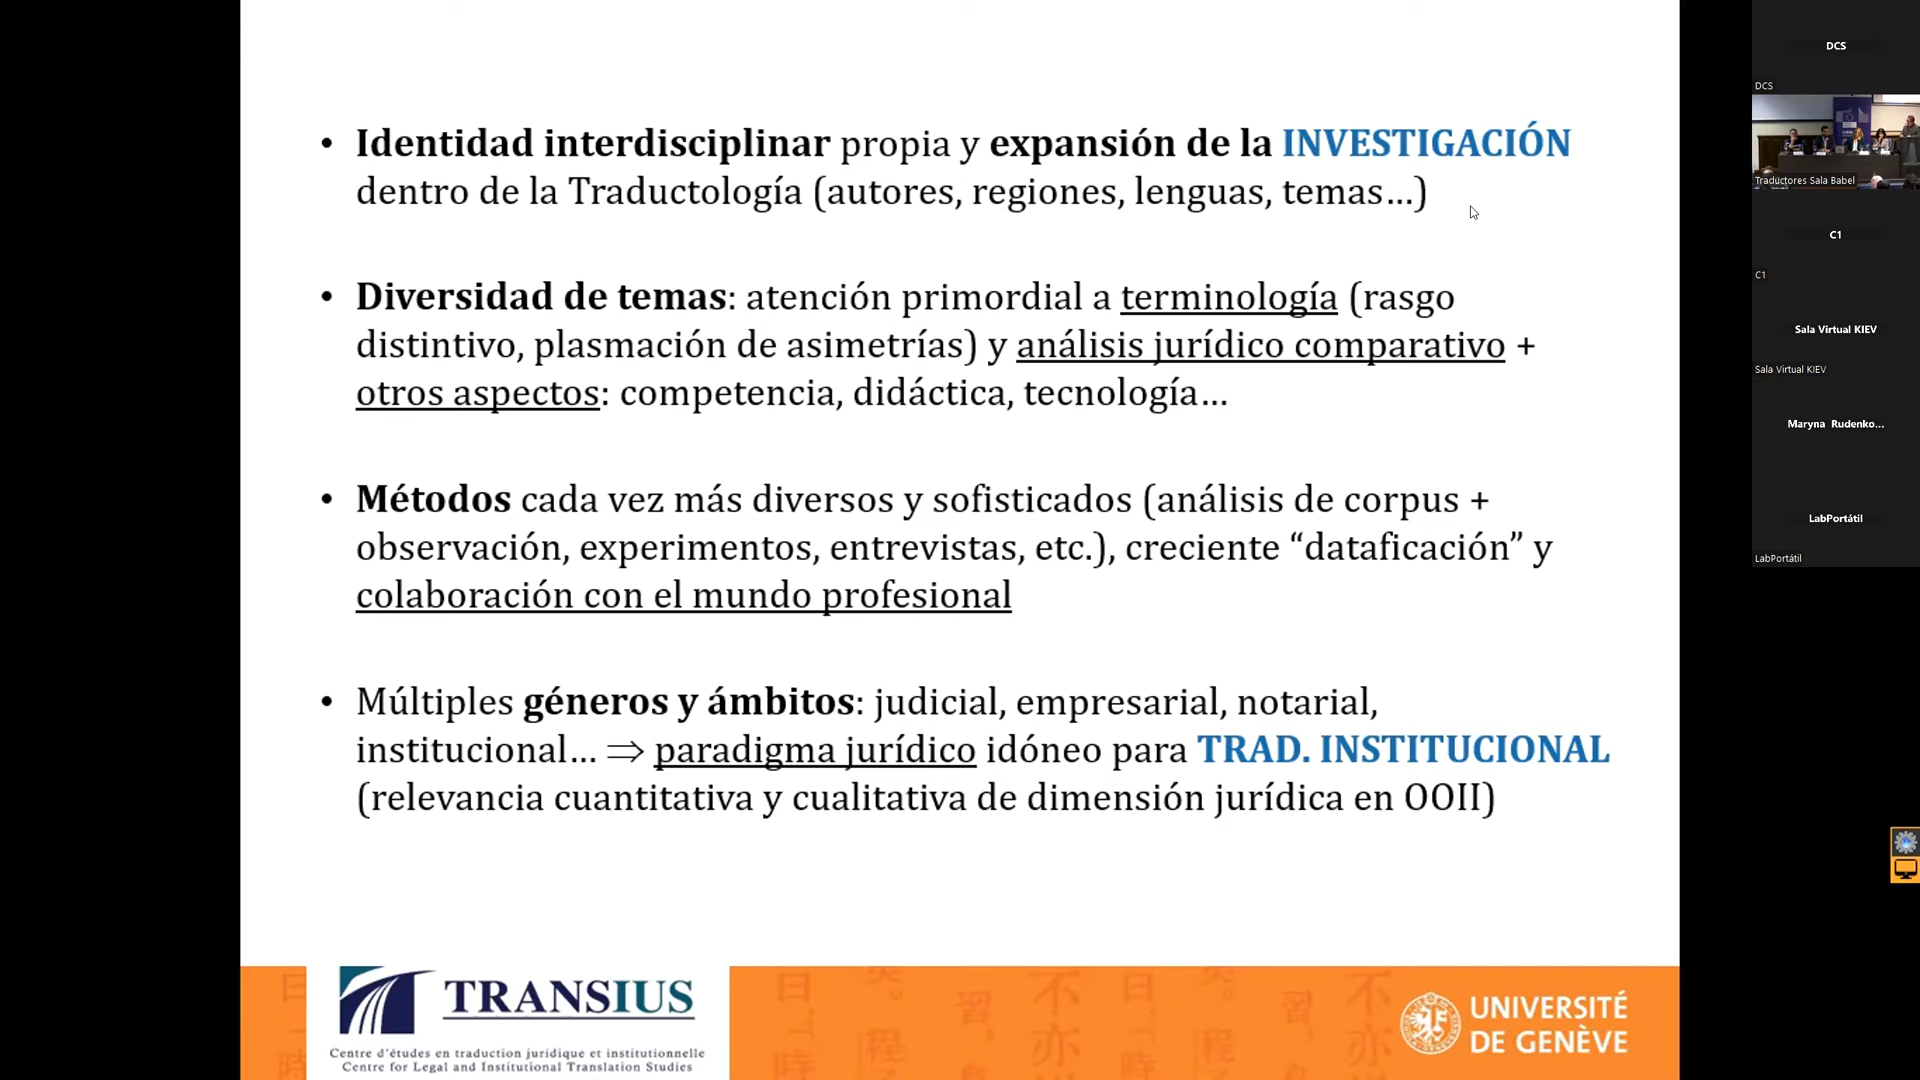 • Identidad interdisciplinar propia y expansión de la INVESTIGACIÓN
dentro de la Traductología (autores, regiones, lenguas, temas…)
• Diversidad de temas: atención primordial a terminología (rasgo
distintivo, plasmación de asimetrías) y análisis jurídico comparativo +
otros aspectos: competencia, didáctica, tecnología…
• Métodos cada vez más diversos y sofisticados (análisis de corpus +
observación, experimentos, entrevistas, etc.), creciente “dataficación” y
colaboración con el mundo profesional
• Múltiples géneros y ámbitos: judicial, empresarial, notarial,
institucional… ⇒ paradigma jurídico idóneo para TRAD. INSTITUCIONAL
(relevancia cuantitativa y cualitativa de dimensión jurídica en OOII)
TRANSIUS
Centre d'études en traduction juridique et institutionnelle
Centre for Legal and Institutional Translation Studies
UNIVERSITÉ
DE GENÈVE
DCS
DCS
Traductores Sala Babel
C1
C1
Sala Virtual KIEV
Sala Virtual KIEV
Maryna Rudenko...
LabPortátil
LabPortátil